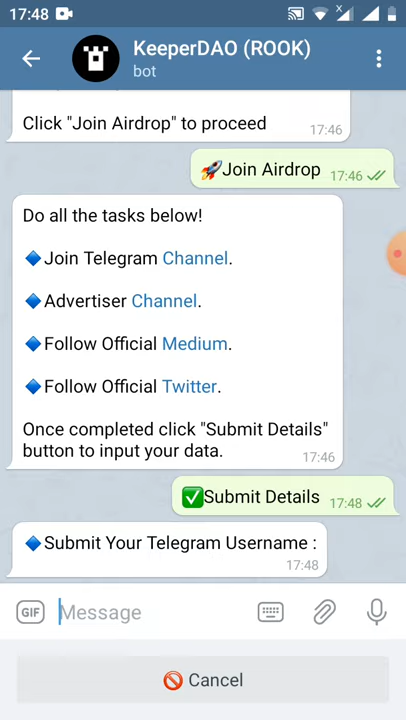 17:48
KeeperDAO (ROOK)
bot
Click "Join Airdrop" to proceed
17:46
🚀Join Airdrop 17:46
Do all the tasks below!
🔹Join Telegram Channel.
🔹Advertiser Channel.
🔹Follow Official Medium.
🔹Follow Official Twitter.
Once completed click "Submit Details"
button to input your data.
17:46
✅Submit Details 17:48
🔹Submit Your Telegram Username :
17:48
GIF Message
🚫 Cancel